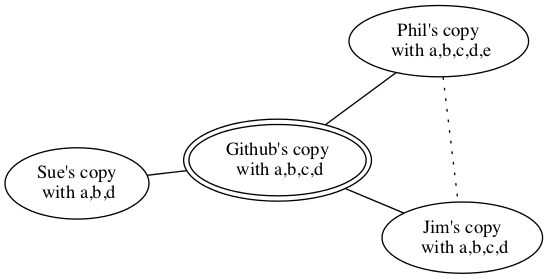 Phil's copy
with a,b,c,d,e
Github's copy
with a,b,c,d
Sue's copy
with a,b,d
Jim's copy
with a,b,c,d